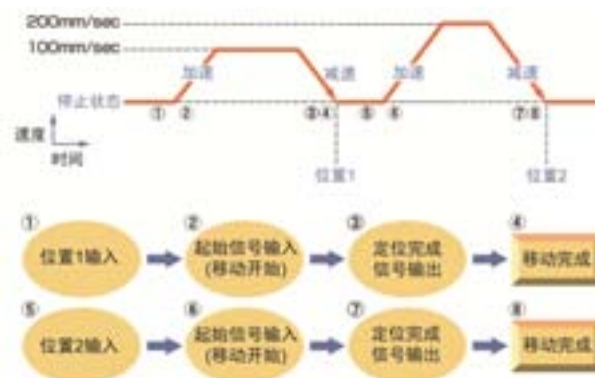 200mm/sec
100mm/sec
加速
减速
加速
减速
停止状态
① ② ③④ ⑤ ⑥ ⑦⑧
速度
时间
位置1
位置2
① ② ③ ④
位置1输入
起始信号输入
(移动开始)
定位完成
信号输出
移动完成
⑤ ⑥ ⑦ ⑧
位置2输入
起始信号输入
(移动开始)
定位完成
信号输出
移动完成